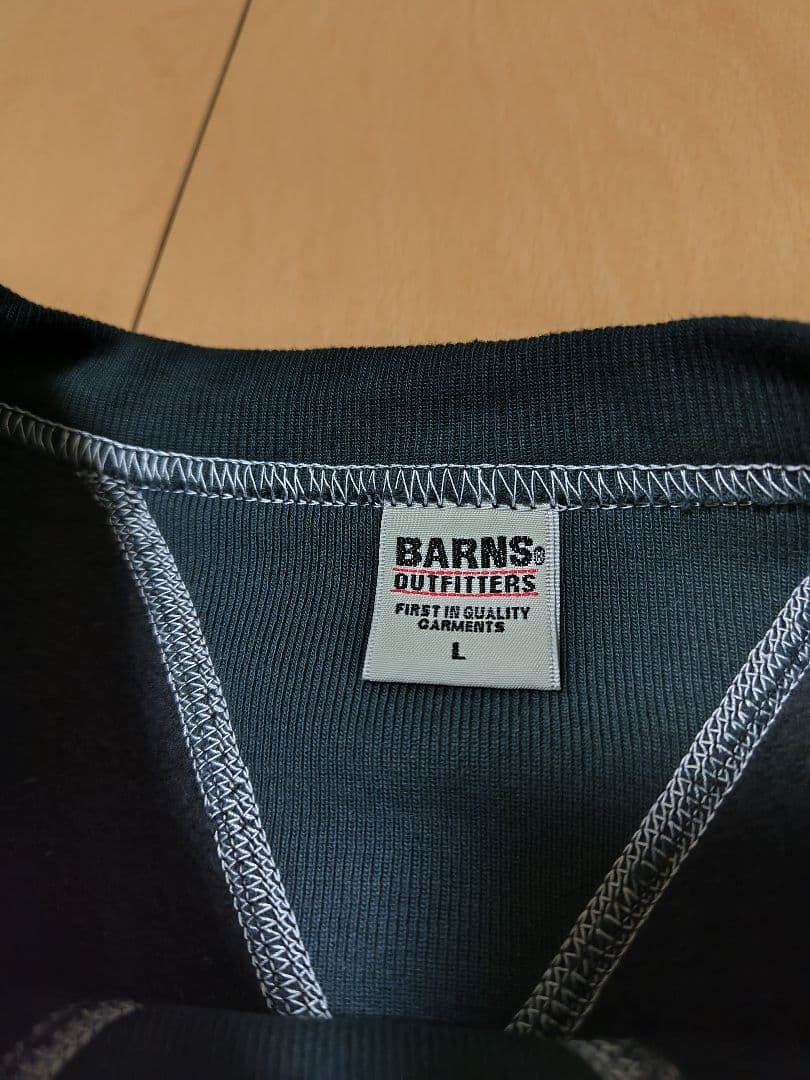 BARNS®
OUTFITTERS
FIRST IN QUALITY
GARMENTS
L